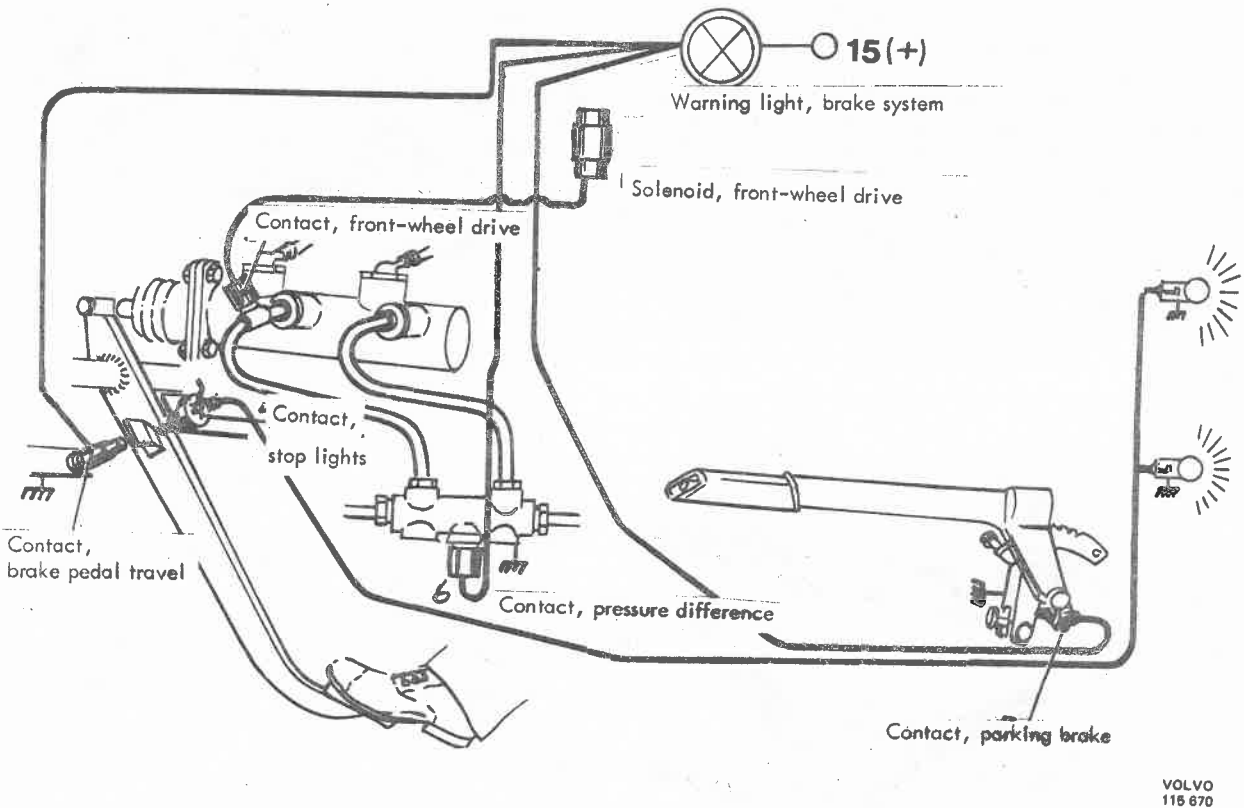 15(+)
Warning light, brake system
Solenoid, front-wheel drive
Contact, front-wheel drive
Contact,
stop lights
Contact,
brake pedal travel
6
Contact, pressure difference
Contact, parking brake
VOLVO
115 670